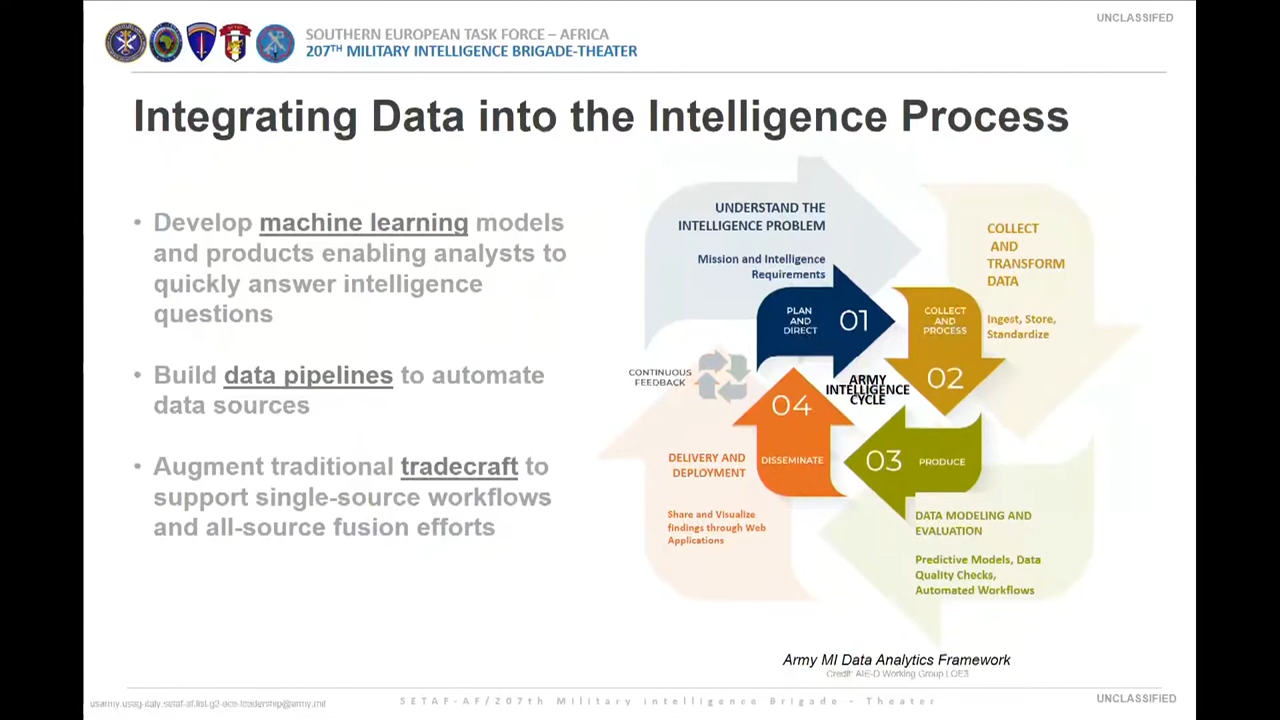 UNCLASSIFED
SOUTHERN EUROPEAN TASK FORCE – AFRICA
207TH MILITARY INTELLIGENCE BRIGADE-THEATER
Integrating Data into the Intelligence Process
• Develop machine learning models
and products enabling analysts to
quickly answer intelligence
questions
• Build data pipelines to automate
data sources
• Augment traditional tradecraft to
support single-source workflows
and all-source fusion efforts
UNDERSTAND THE
INTELLIGENCE PROBLEM
Mission and Intelligence
Requirements
COLLECT
AND
TRANSFORM
DATA
Ingest, Store,
Standardize
PLAN
AND
DIRECT
01
COLLECT
AND
PROCESS
02
CONTINUOUS
FEEDBACK
ARMY
INTELLIGENCE
CYCLE
04
DISSEMINATE
03
PRODUCE
DELIVERY AND
DEPLOYMENT
Share and Visualize
findings through Web
Applications
DATA MODELING AND
EVALUATION
Predictive Models, Data
Quality Checks,
Automated Workflows
Army MI Data Analytics Framework
Credit: AIE-D Working Group LOE3
SETAF-AF/207th Military intelligence Brigade - Theater
UNCLASSIFIED